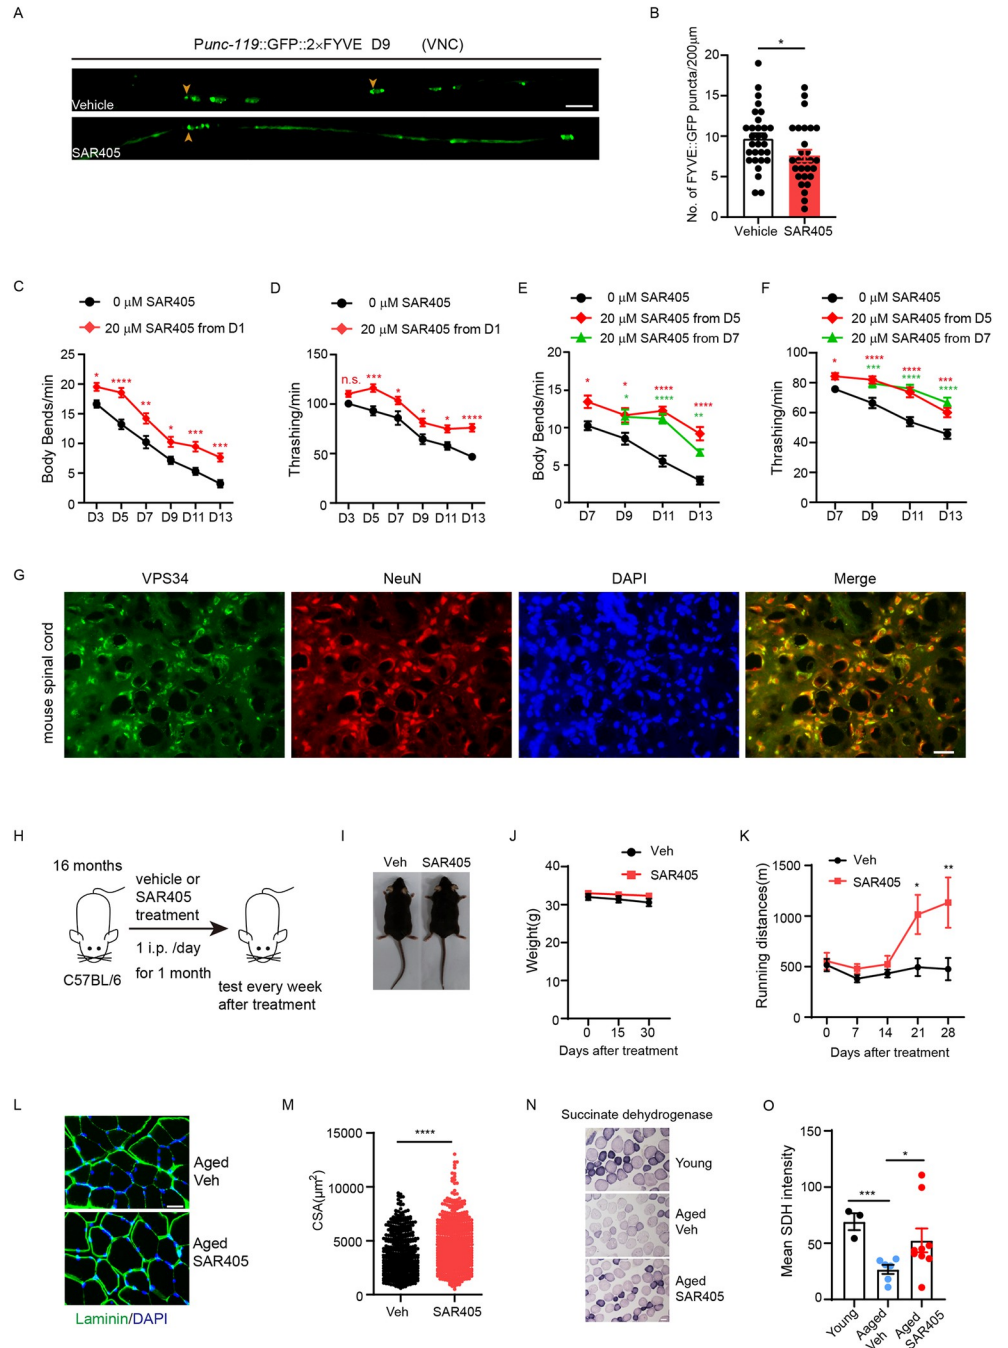 A
Punc-119::GFP::2×FYVE D9 (VNC)
Vehicle
SAR405
B
*
No. of FYVE::GFP puncta/200μm
20
15
10
5
0
Vehicle SAR405
C
0 μM SAR405
20 μM SAR405 from D1
Body Bends/min
25
20
15
10
5
0
* **** ** * *** ***
D3 D5 D7 D9 D11 D13
D
0 μM SAR405
20 μM SAR405 from D1
Thrashing/min
150
100
50
0
n.s. *** * * * ****
D3 D5 D7 D9 D11 D13
E
0 μM SAR405
20 μM SAR405 from D5
20 μM SAR405 from D7
Body Bends/min
20
15
10
5
0
* * **** ****
* **** **
D7 D9 D11 D13
F
0 μM SAR405
20 μM SAR405 from D5
20 μM SAR405 from D7
Thrashing/min
100
80
60
40
20
0
* **** **** ***
*** **** ****
D7 D9 D11 D13
G
VPS34 NeuN DAPI Merge
mouse spinal cord
H
16 months
vehicle or
SAR405
treatment
1 i.p. /day
for 1 month
C57BL/6
test every week
after treatment
I
Veh SAR405
J
Veh
SAR405
Weight(g)
40
30
20
10
0
0 15 30
Days after treatment
K
Veh
SAR405
Running distances(m)
1500
1000
500
0
* **
0 7 14 21 28
Days after treatment
L
Aged
Veh
Aged
SAR405
Laminin/DAPI
M
****
CSA(μm²)
15000
10000
5000
0
Veh SAR405
N
Succinate dehydrogenase
Young
Aged
Veh
Aged
SAR405
O
*
***
Mean SDH intensity
150
100
50
0
Young
Aaged
Veh
Aged
SAR405